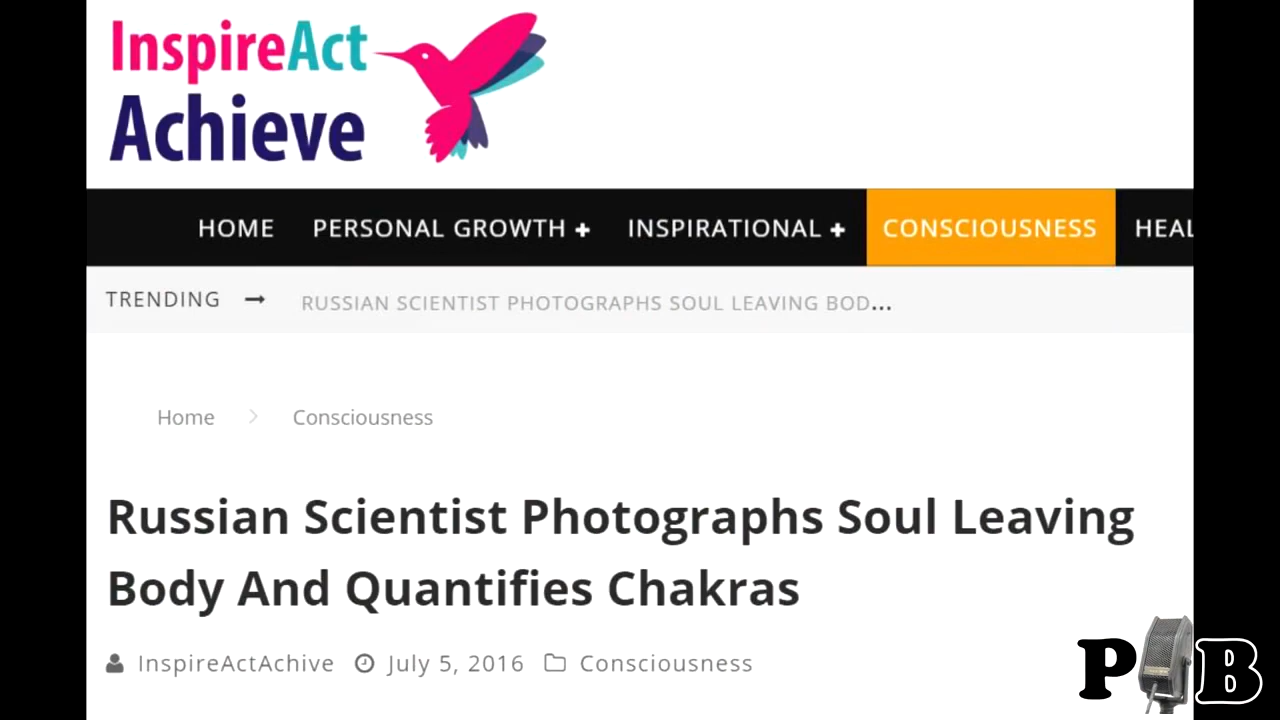 InspireAct
Achieve
HOME PERSONAL GROWTH + INSPIRATIONAL + CONSCIOUSNESS HEAL
TRENDING → RUSSIAN SCIENTIST PHOTOGRAPHS SOUL LEAVING BOD...
Home > Consciousness
Russian Scientist Photographs Soul Leaving
Body And Quantifies Chakras
InspireActAchive July 5, 2016 Consciousness
P B